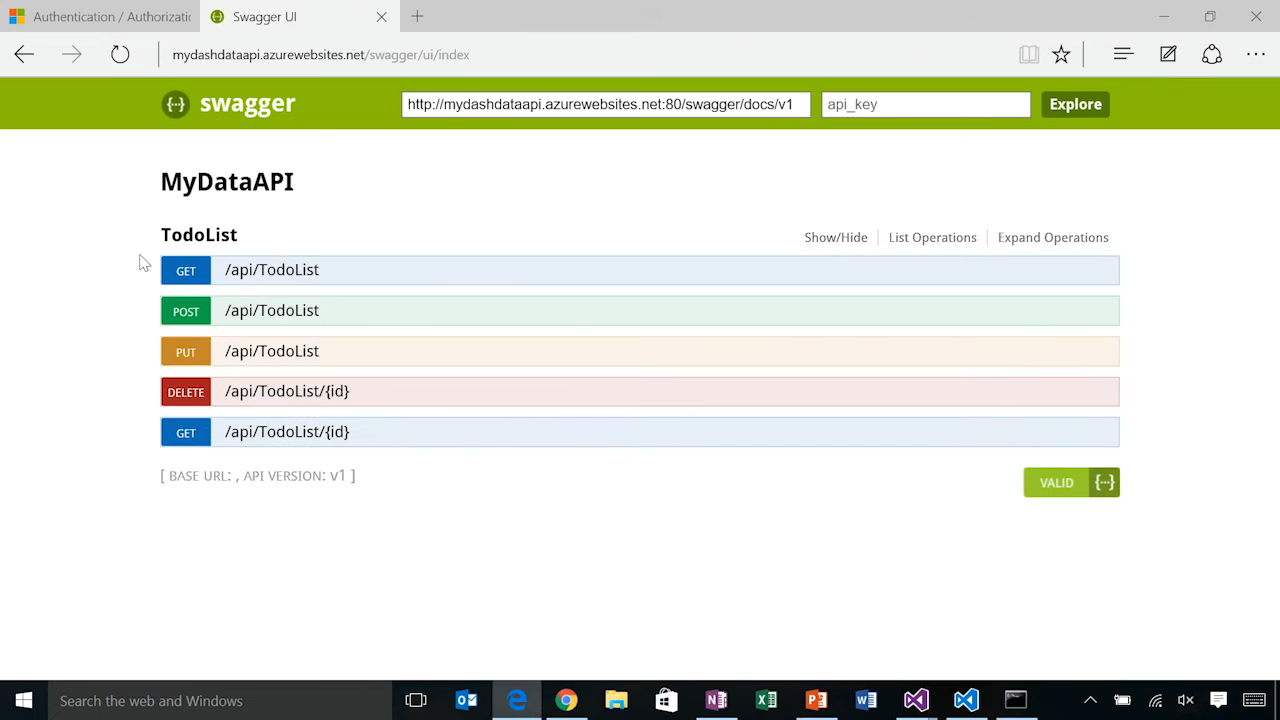 Authentication / Authorizatic
Swagger UI
mydashdataapi.azurewebsites.net/swagger/ui/index
{···} swagger
http://mydashdataapi.azurewebsites.net:80/swagger/docs/v1
api_key
Explore
MyDataAPI
TodoList
Show/Hide
List Operations
Expand Operations
GET /api/TodoList
POST /api/TodoList
PUT /api/TodoList
DELETE /api/TodoList/{id}
GET /api/TodoList/{id}
[ BASE URL: , API VERSION: v1 ]
VALID {···}
Search the web and Windows